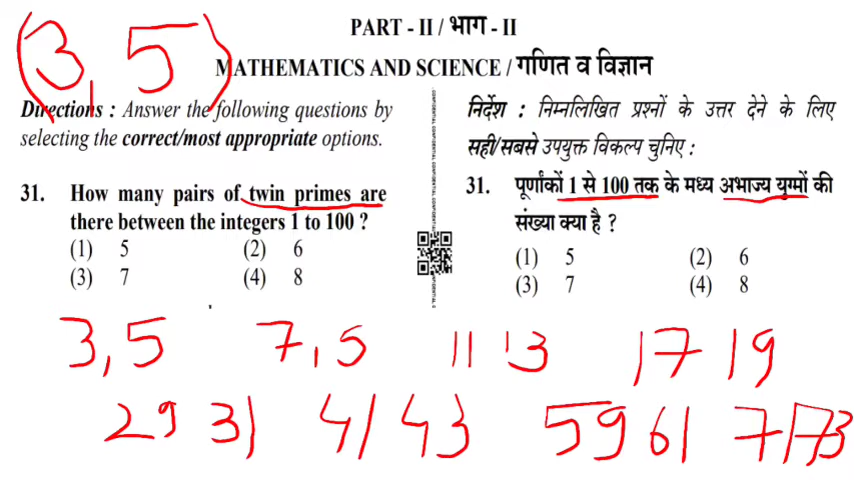 (3, 5)
PART - II / भाग - II
MATHEMATICS AND SCIENCE / गणित व विज्ञान
Directions : Answer the following questions by
selecting the correct/most appropriate options.
31. How many pairs of twin primes are
there between the integers 1 to 100 ?
(1) 5 (2) 6
(3) 7 (4) 8
निर्देश : निम्नलिखित प्रश्नों के उत्तर देने के लिए
सही/सबसे उपयुक्त विकल्प चुनिए :
31. पूर्णांकों 1 से 100 तक के मध्य अभाज्य युग्मों की
संख्या क्या है ?
(1) 5 (2) 6
(3) 7 (4) 8
3, 5 7, 5 11 13 17 19
29 31 41 43 59 61 71 73